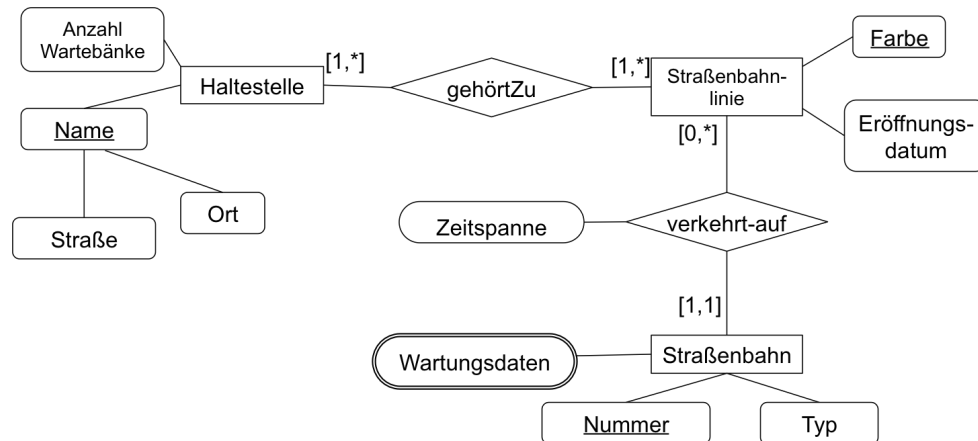 Anzahl
Wartebänke
Farbe
[1,*]
[1,*]
Haltestelle
gehörtZu
Straßenbahn-
linie
Name
[0,*]
Eröffnungs-
datum
Straße
Ort
Zeitspanne
verkehrt-auf
[1,1]
Wartungsdaten
Straßenbahn
Nummer
Typ